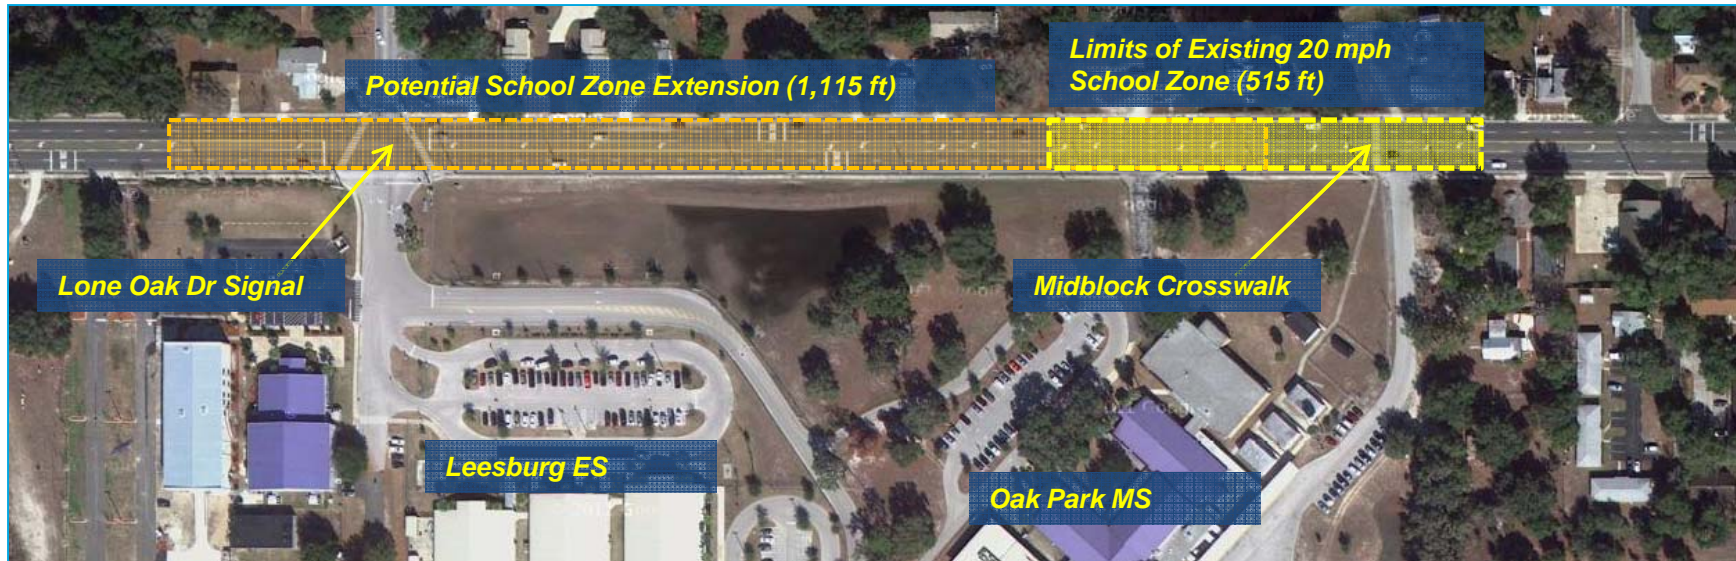 Limits of Existing 20 mph
School Zone (515 ft)
Potential School Zone Extension (1,115 ft)
Lone Oak Dr Signal
Midblock Crosswalk
Leesburg ES
Oak Park MS